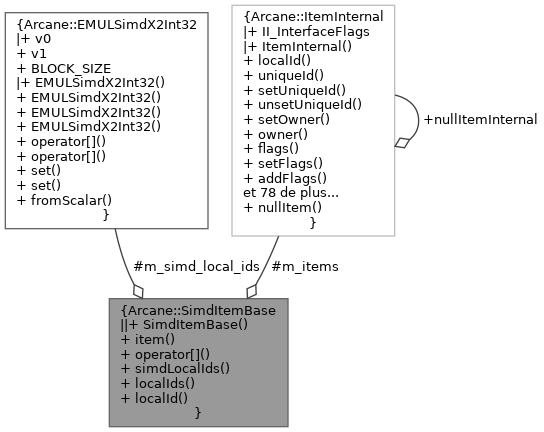 {Arcane::EMULSimdX2Int32
|+ v0
+ v1
+ BLOCK_SIZE
|+ EMULSimdX2Int32()
+ EMULSimdX2Int32()
+ EMULSimdX2Int32()
+ EMULSimdX2Int32()
+ operator[]()
+ operator[]()
+ set()
+ set()
+ fromScalar()
}
{Arcane::ItemInternal
|+ II_InterfaceFlags
|+ ItemInternal()
+ localId()
+ uniqueId()
+ setUniqueId()
+ unsetUniqueId()
+ setOwner()
+ owner()
+ flags()
+ setFlags()
+ addFlags()
et 78 de plus...
+ nullItem()
}
+nullItemInternal
#m_simd_local_ids
#m_items
{Arcane::SimdItemBase
||+ SimdItemBase()
+ item()
+ operator[]()
+ simdLocalIds()
+ localIds()
+ localId()
}